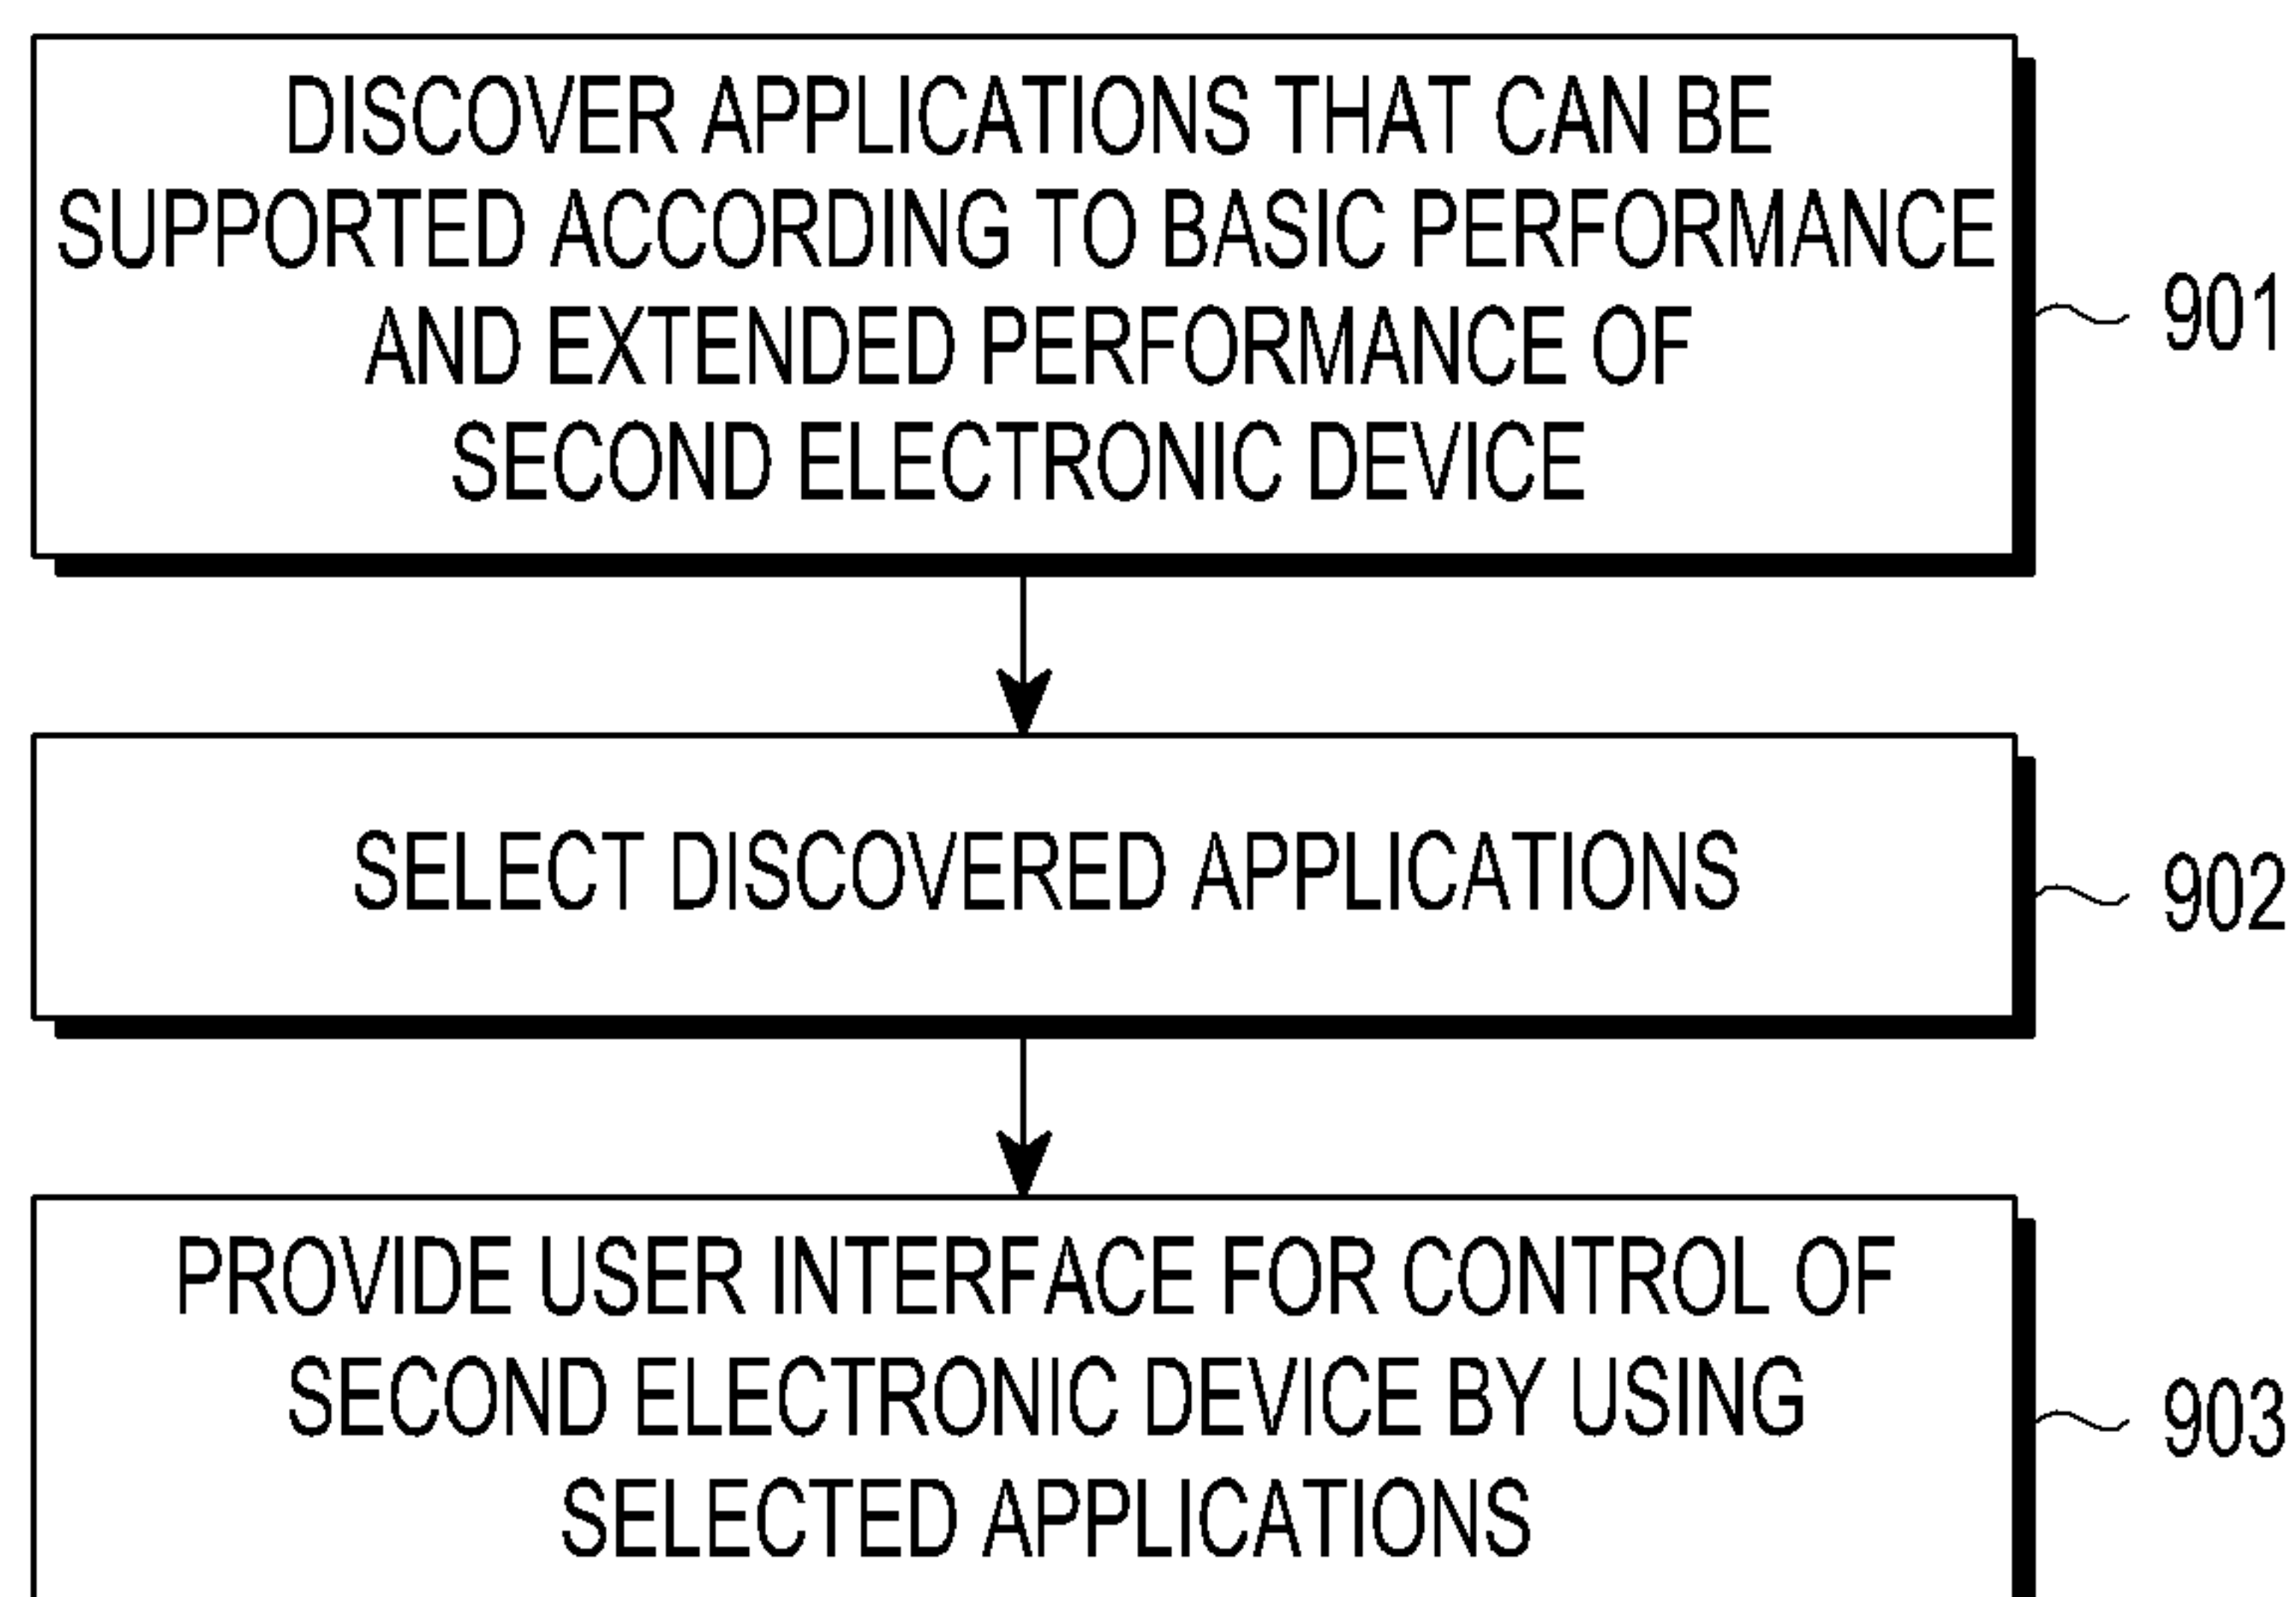 DISCOVER APPLICATIONS THAT CAN BE
SUPPORTED ACCORDING TO BASIC PERFORMANCE
AND EXTENDED PERFORMANCE OF
SECOND ELECTRONIC DEVICE
901
SELECT DISCOVERED APPLICATIONS
902
PROVIDE USER INTERFACE FOR CONTROL OF
SECOND ELECTRONIC DEVICE BY USING
SELECTED APPLICATIONS
903